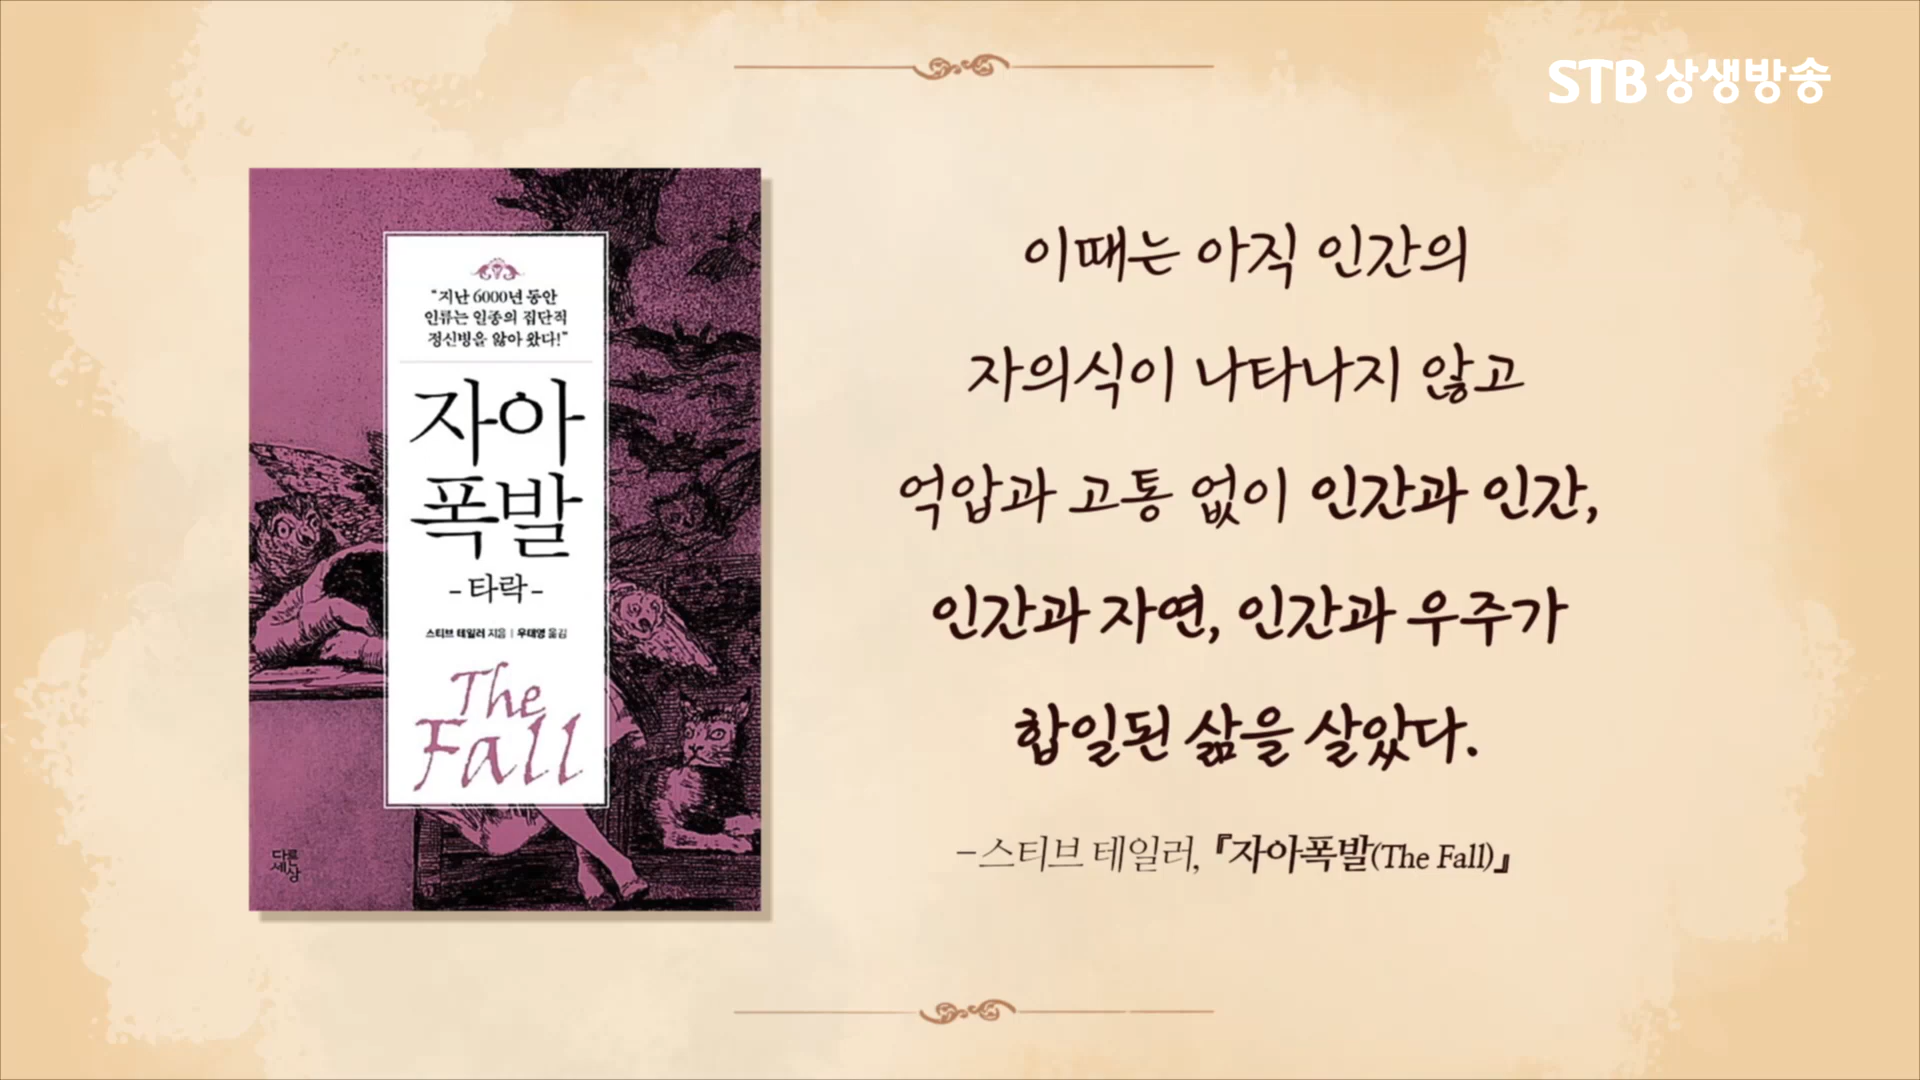 STB 상생방송
"지난 6000년 동안
인류는 일종의 집단적
정신병을 앓아 왔다!"
자아
폭발
- 타락 -
스티브 테일러 지음 | 우태영 옮김
The
Fall
다른
세상
이때는 아직 인간의
자의식이 나타나지 않고
억압과 고통 없이 인간과 인간,
인간과 자연, 인간과 우주가
합일된 삶을 살았다.
- 스티브 테일러, 『자아폭발(The Fall)』